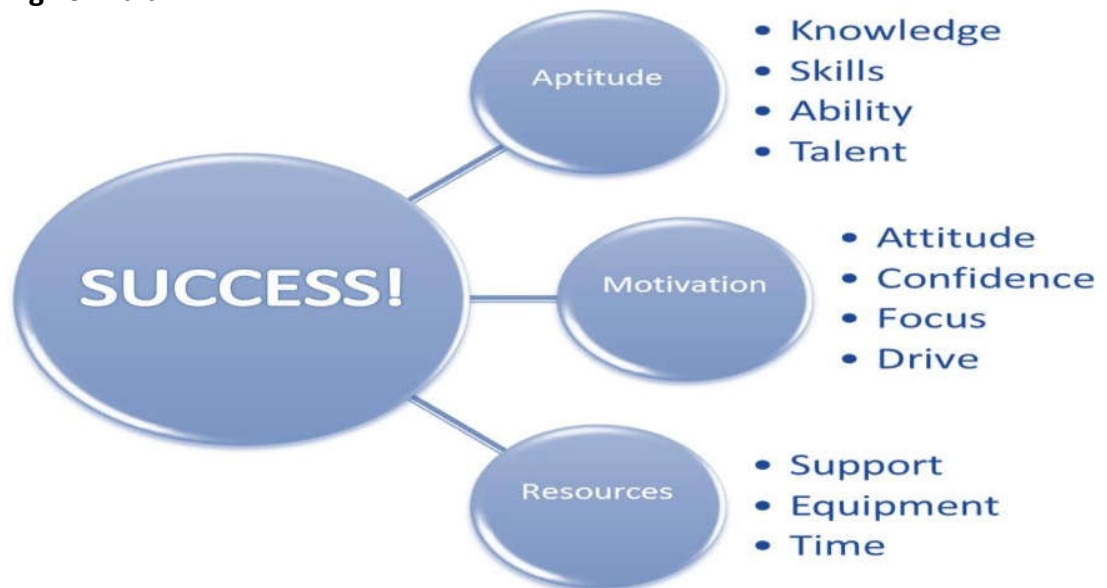 Aptitude
• Knowledge
• Skills
• Ability
• Talent
SUCCESS!
Motivation
• Attitude
• Confidence
• Focus
• Drive
Resources
• Support
• Equipment
• Time